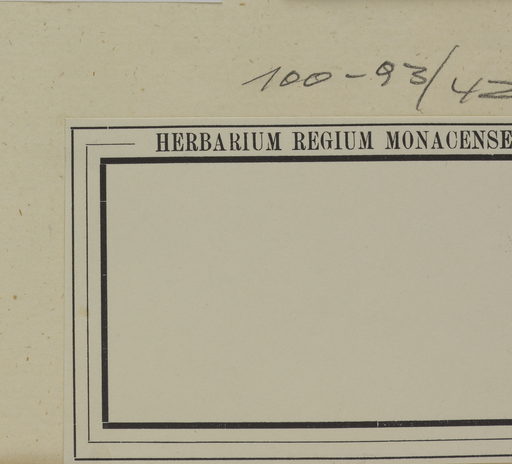 100-93/42
HERBARIUM REGIUM MONACENSE